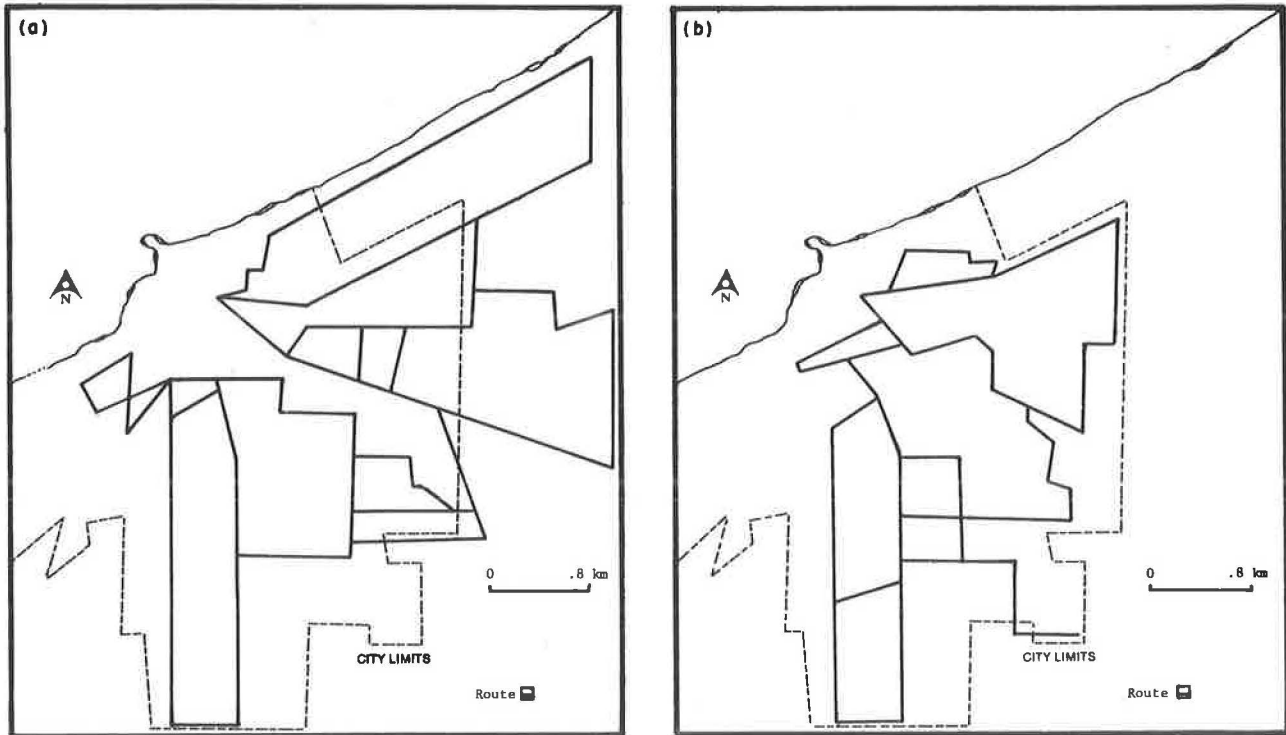 (a)
N
0 .8 km
CITY LIMITS
Route
(b)
N
0 .8 km
CITY LIMITS
Route